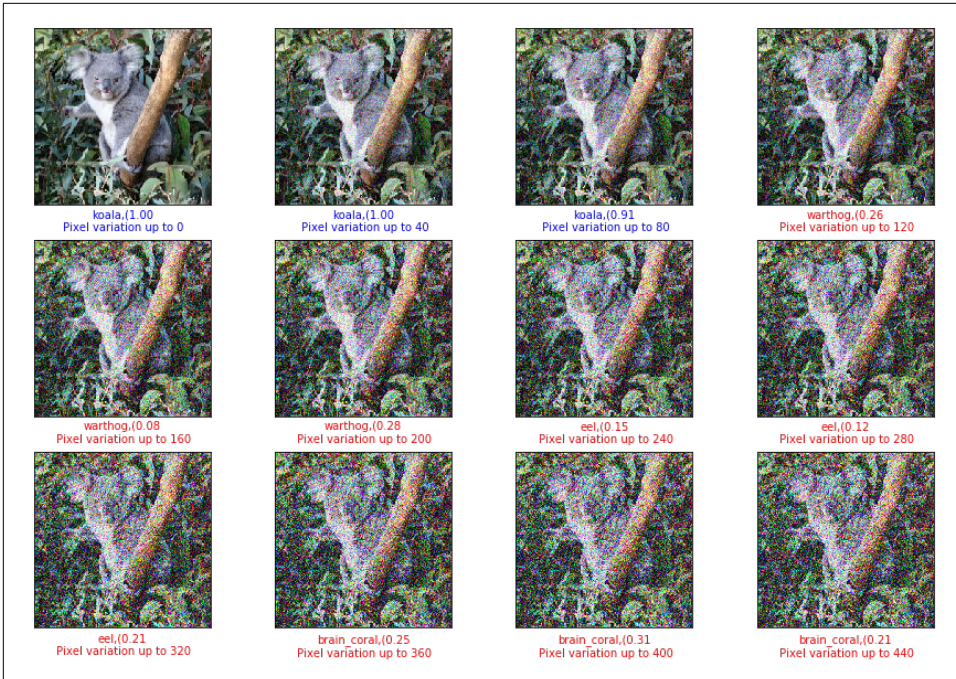 koala,(1.00
Pixel variation up to 0
koala,(1.00
Pixel variation up to 40
koala,(0.91
Pixel variation up to 80
warthog,(0.26
Pixel variation up to 120
warthog,(0.08
Pixel variation up to 160
warthog,(0.28
Pixel variation up to 200
eel,(0.15
Pixel variation up to 240
eel,(0.12
Pixel variation up to 280
eel,(0.21
Pixel variation up to 320
brain_coral,(0.25
Pixel variation up to 360
brain_coral,(0.31
Pixel variation up to 400
brain_coral,(0.21
Pixel variation up to 440